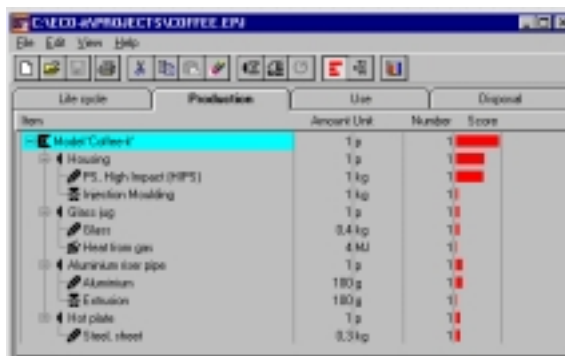 C:\ECO-it\PROJECTS\COFFEE.EPJ
File Edit View Help
Life cycle Production Use Disposal
Item Amount Unit Number Score
Model 'Coffee-it' 1 p 1
Housing 1 p 1
PS, High Impact (HIPS) 1 kg 1
Injection Moulding 1 kg 1
Glass jug 1 p 1
Glass 0,4 kg 1
Heat from gas 4 MJ 1
Aluminium riser pipe 1 p 1
Aluminium 100 g 1
Extrusion 100 g 1
Hot plate 1 p 1
Steel, sheet 0,3 kg 1